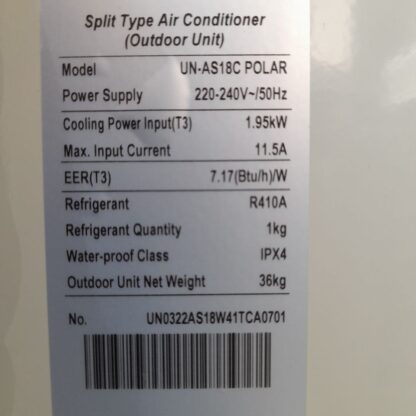 Split Type Air Conditioner
(Outdoor Unit)
Model UN-AS18C POLAR
Power Supply 220-240V~/50Hz
Cooling Power Input(T3) 1.95kW
Max. Input Current 11.5A
EER(T3) 7.17(Btu/h)/W
Refrigerant R410A
Refrigerant Quantity 1kg
Water-proof Class IPX4
Outdoor Unit Net Weight 36kg
No. UN0322AS18W41TCA0701